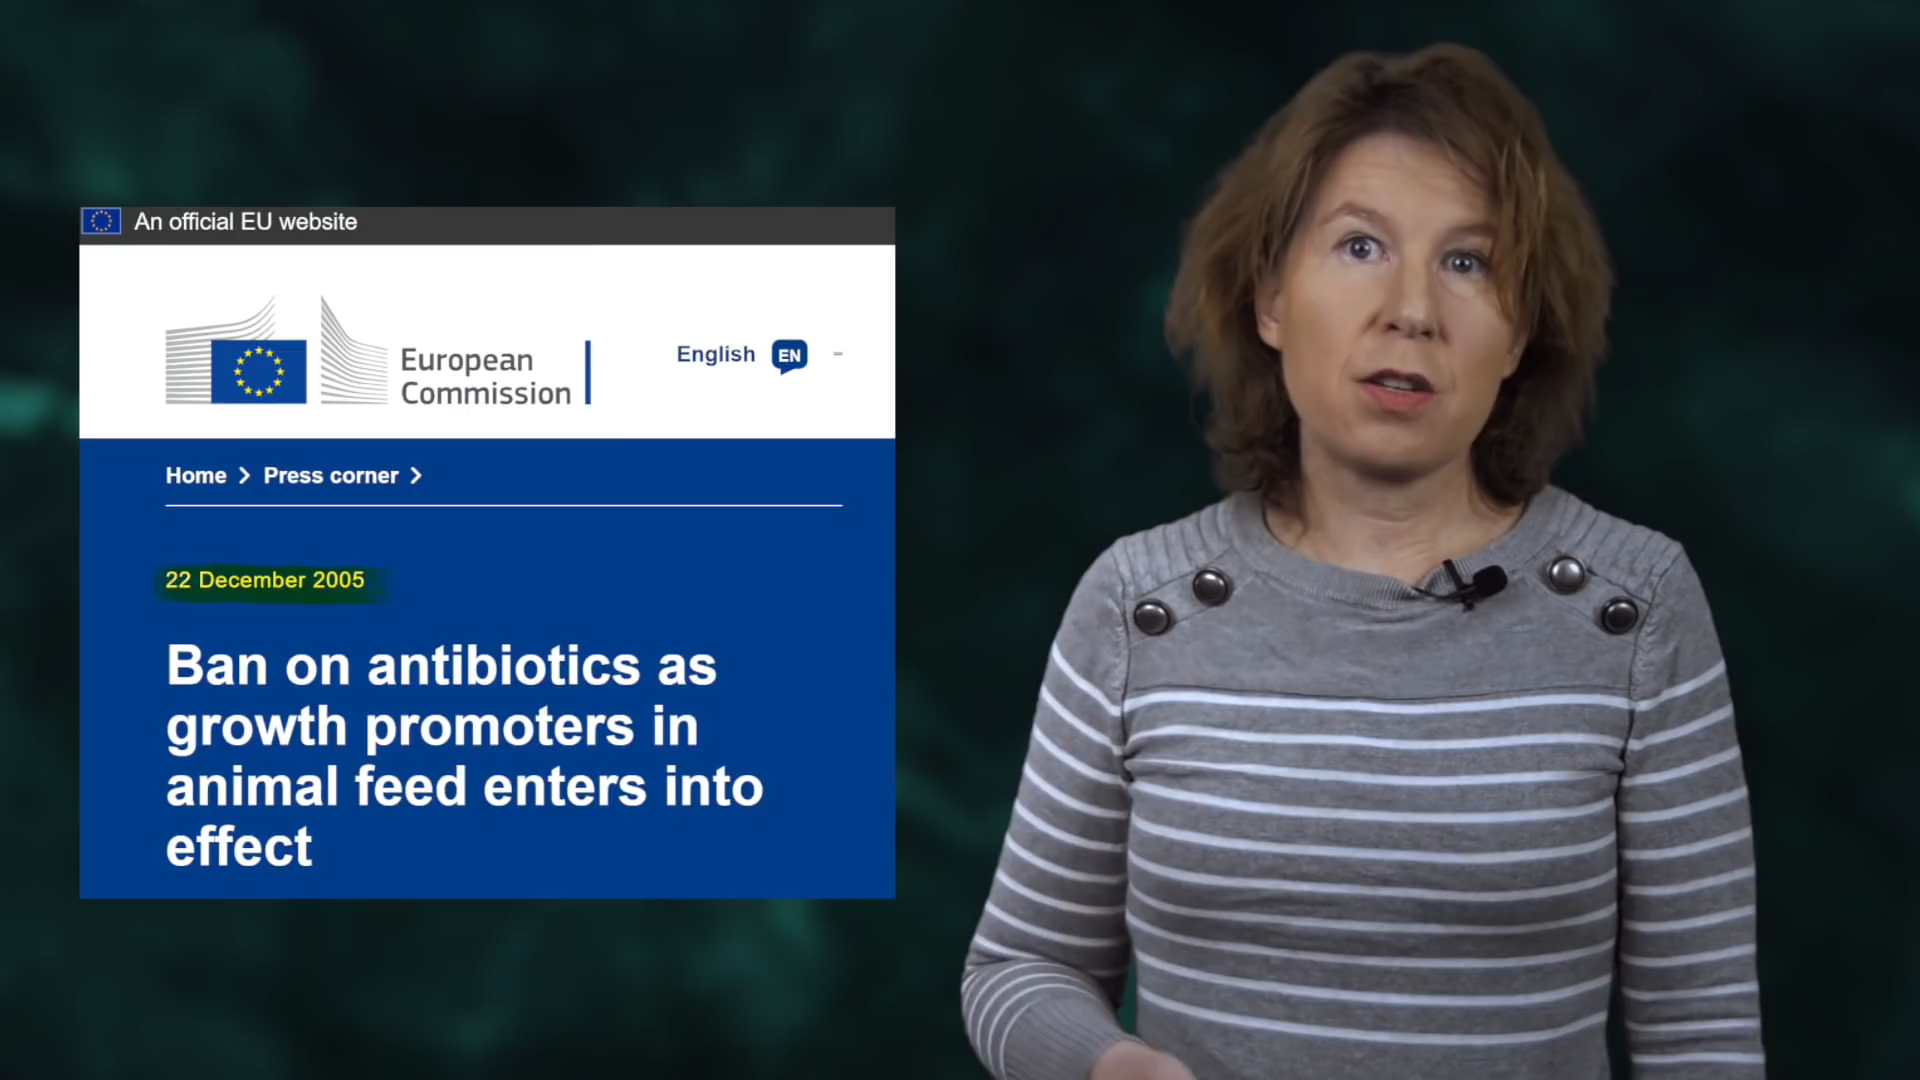 An official EU website
European
Commission
English EN
Home > Press corner >
22 December 2005
Ban on antibiotics as
growth promoters in
animal feed enters into
effect